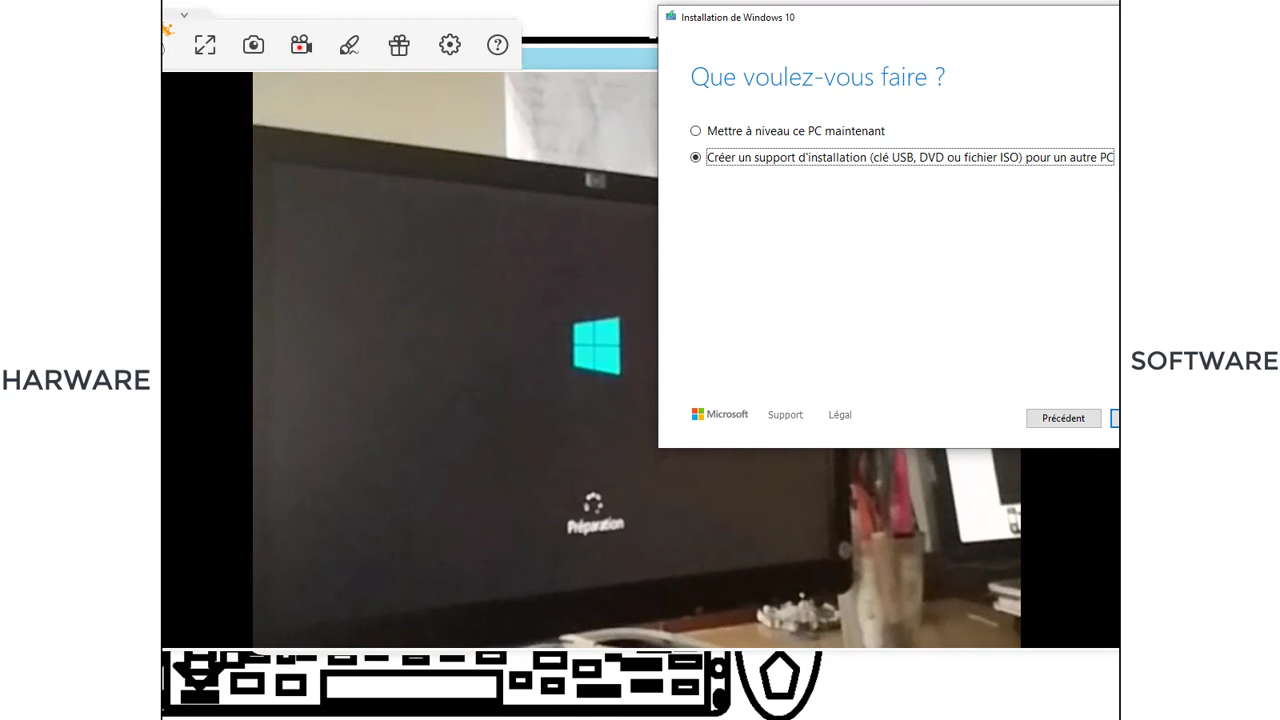 Installation de Windows 10
Que voulez-vous faire ?
Mettre à niveau ce PC maintenant
Créer un support d'installation (clé USB, DVD ou fichier ISO) pour un autre PC
HARWARE
SOFTWARE
Microsoft
Support
Légal
Précédent
Préparation